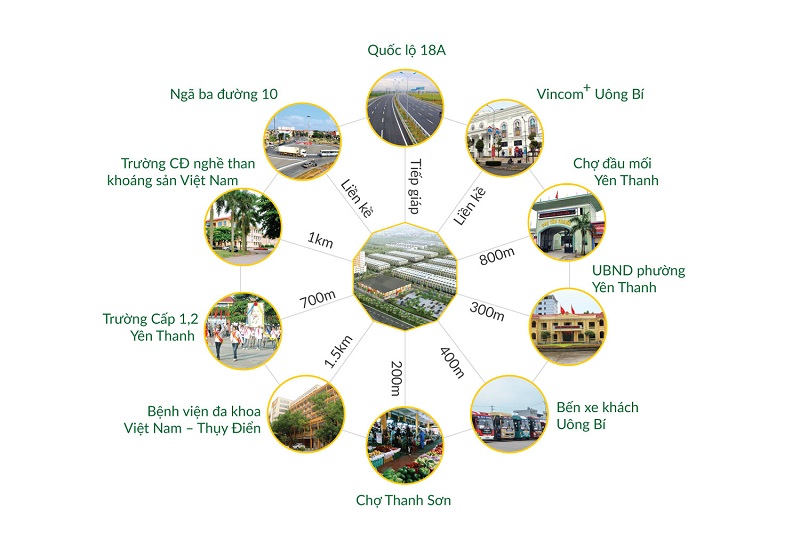 Quốc lộ 18A
Ngã ba đường 10
Vincom+ Uông Bí
Trường CĐ nghề than
khoáng sản Việt Nam
Chợ đầu mối
Yên Thanh
Liền kề
Tiếp giáp
Liền kề
1km
800m
UBND phường
Yên Thanh
700m
300m
Trường Cấp 1,2
Yên Thanh
1.5km
200m
400m
Bệnh viện đa khoa
Việt Nam – Thụy Điển
Bến xe khách
Uông Bí
Chợ Thanh Sơn